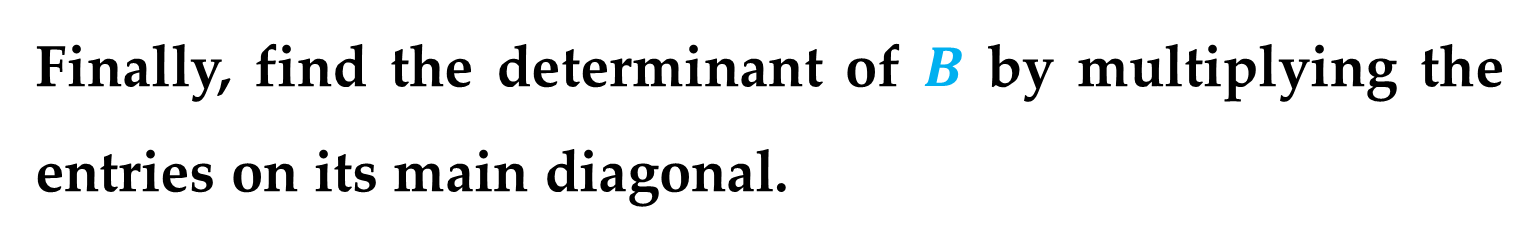 Finally, find the determinant of B by multiplying the
entries on its main diagonal.